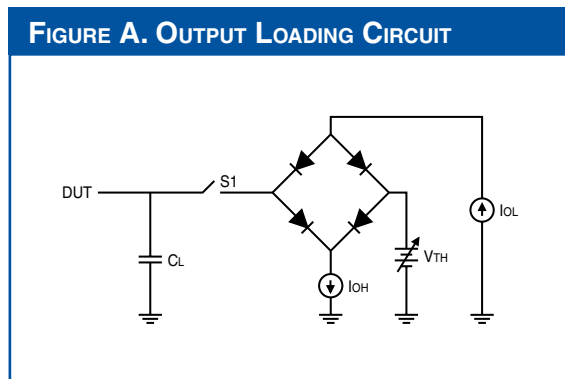 FIGURE A. OUTPUT LOADING CIRCUIT
DUT
S1
IOL
CL
VTH
IOH